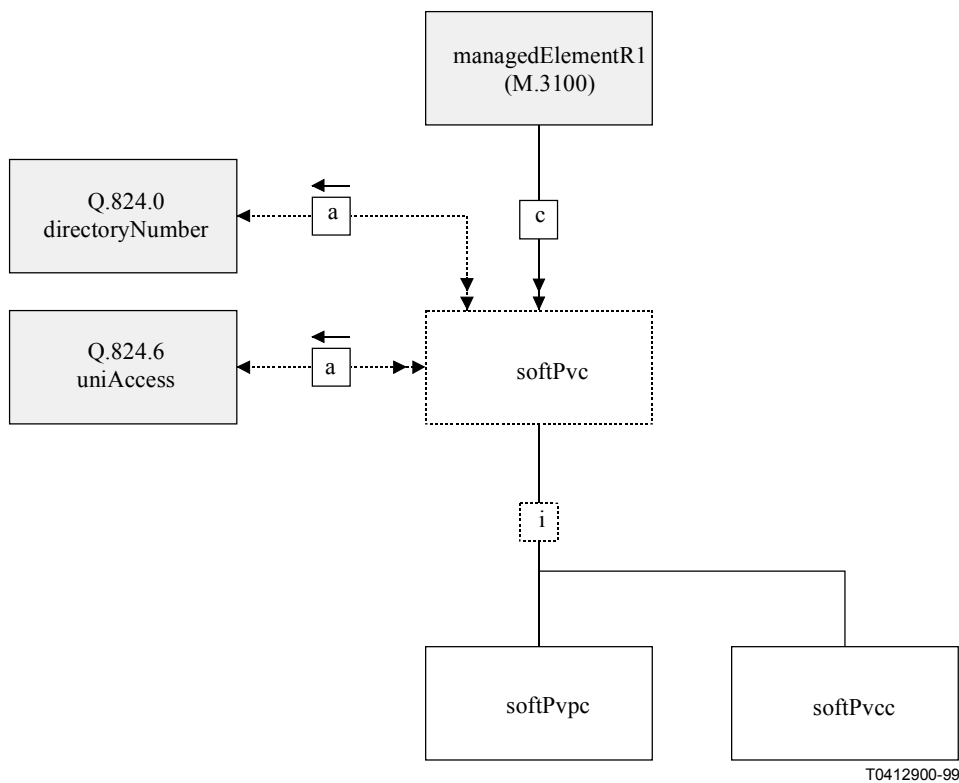 managedElementR1
(M.3100)
Q.824.0
directoryNumber
a
c
Q.824.6
uniAccess
a
softPvc
i
softPvpc
softPvcc
T0412900-99